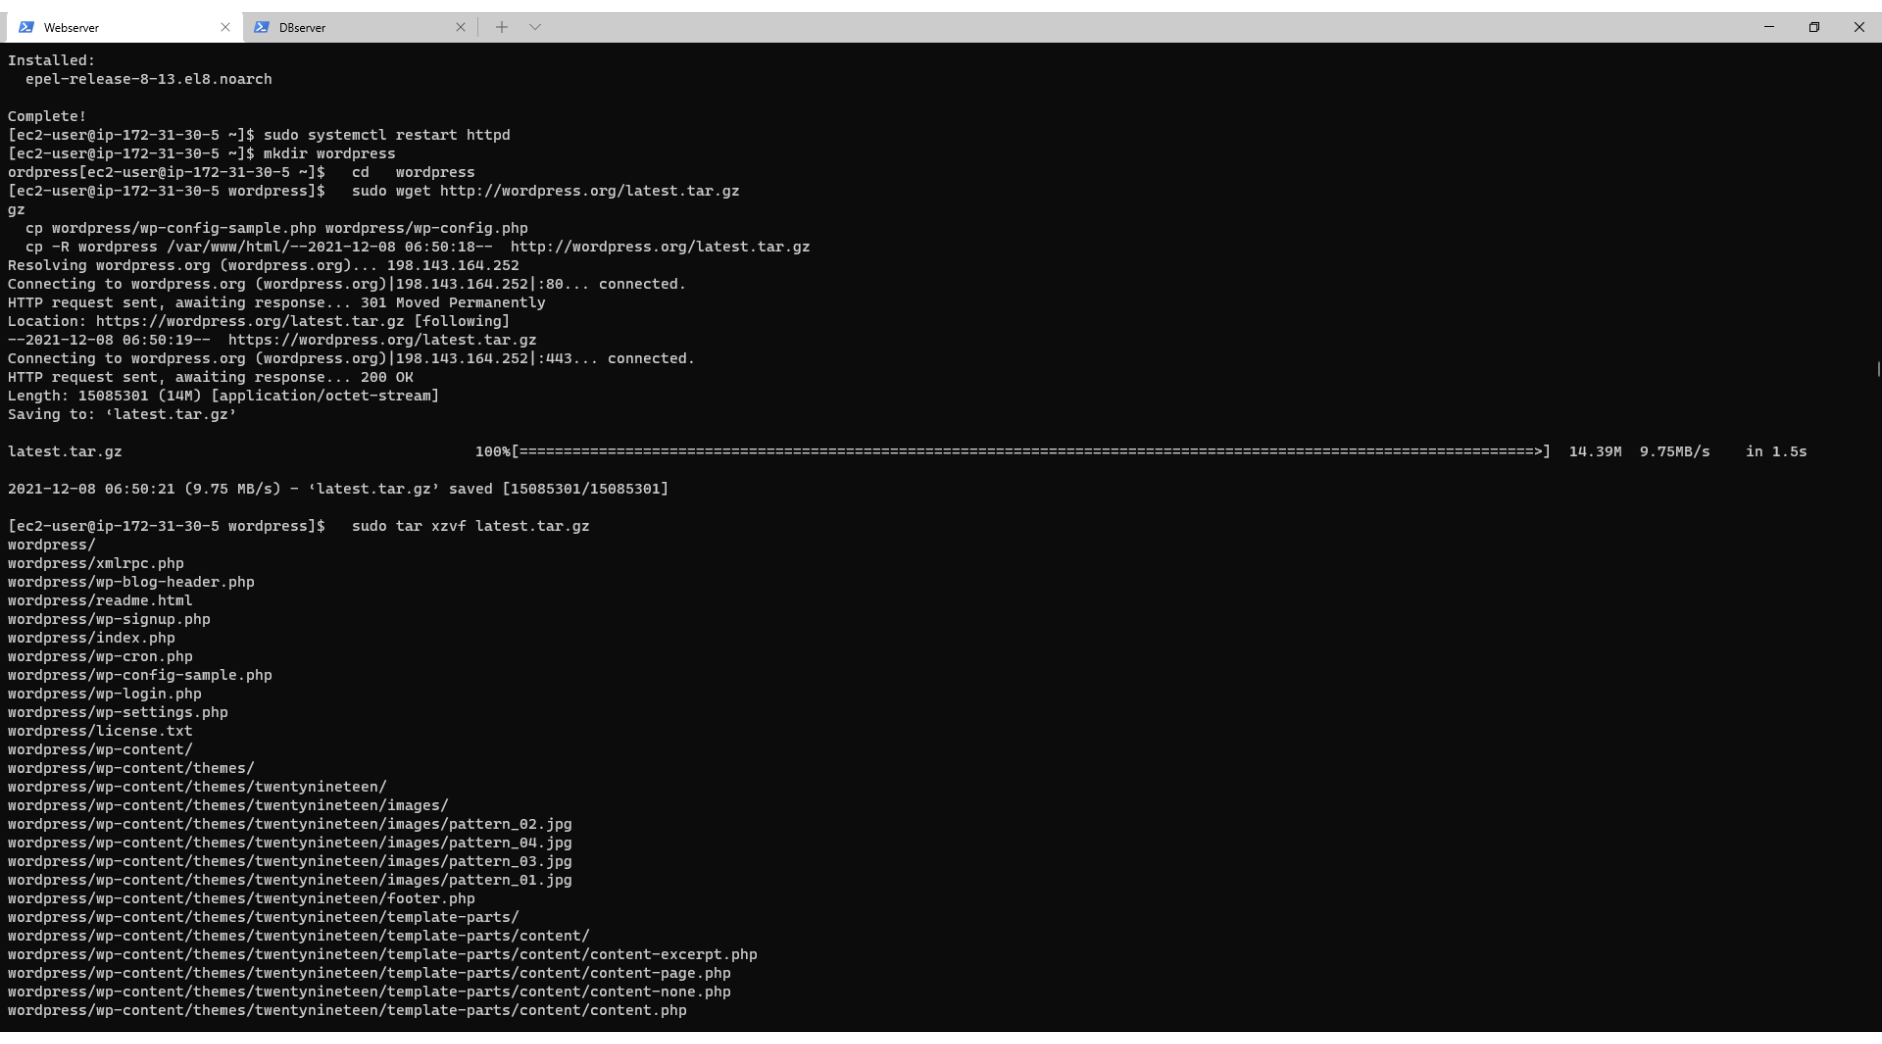 Webserver
DBserver
Installed:
  epel-release-8-13.el8.noarch
Complete!
[ec2-user@ip-172-31-30-5 ~]$ sudo systemctl restart httpd
[ec2-user@ip-172-31-30-5 ~]$ mkdir wordpress
ordpress[ec2-user@ip-172-31-30-5 ~]$   cd   wordpress
[ec2-user@ip-172-31-30-5 wordpress]$   sudo wget http://wordpress.org/latest.tar.gz
gz
  cp wordpress/wp-config-sample.php wordpress/wp-config.php
  cp -R wordpress /var/www/html/--2021-12-08 06:50:18--  http://wordpress.org/latest.tar.gz
Resolving wordpress.org (wordpress.org)... 198.143.164.252
Connecting to wordpress.org (wordpress.org)|198.143.164.252|:80... connected.
HTTP request sent, awaiting response... 301 Moved Permanently
Location: https://wordpress.org/latest.tar.gz [following]
--2021-12-08 06:50:19--  https://wordpress.org/latest.tar.gz
Connecting to wordpress.org (wordpress.org)|198.143.164.252|:443... connected.
HTTP request sent, awaiting response... 200 OK
Length: 15085301 (14M) [application/octet-stream]
Saving to: ‘latest.tar.gz’
latest.tar.gz                                        100%[===================================================================================================================>]  14.39M  9.75MB/s    in 1.5s
2021-12-08 06:50:21 (9.75 MB/s) - ‘latest.tar.gz’ saved [15085301/15085301]
[ec2-user@ip-172-31-30-5 wordpress]$   sudo tar xzvf latest.tar.gz
wordpress/
wordpress/xmlrpc.php
wordpress/wp-blog-header.php
wordpress/readme.html
wordpress/wp-signup.php
wordpress/index.php
wordpress/wp-cron.php
wordpress/wp-config-sample.php
wordpress/wp-login.php
wordpress/wp-settings.php
wordpress/license.txt
wordpress/wp-content/
wordpress/wp-content/themes/
wordpress/wp-content/themes/twentynineteen/
wordpress/wp-content/themes/twentynineteen/images/
wordpress/wp-content/themes/twentynineteen/images/pattern_02.jpg
wordpress/wp-content/themes/twentynineteen/images/pattern_04.jpg
wordpress/wp-content/themes/twentynineteen/images/pattern_03.jpg
wordpress/wp-content/themes/twentynineteen/images/pattern_01.jpg
wordpress/wp-content/themes/twentynineteen/footer.php
wordpress/wp-content/themes/twentynineteen/template-parts/
wordpress/wp-content/themes/twentynineteen/template-parts/content/
wordpress/wp-content/themes/twentynineteen/template-parts/content/content-excerpt.php
wordpress/wp-content/themes/twentynineteen/template-parts/content/content-page.php
wordpress/wp-content/themes/twentynineteen/template-parts/content/content-none.php
wordpress/wp-content/themes/twentynineteen/template-parts/content/content.php